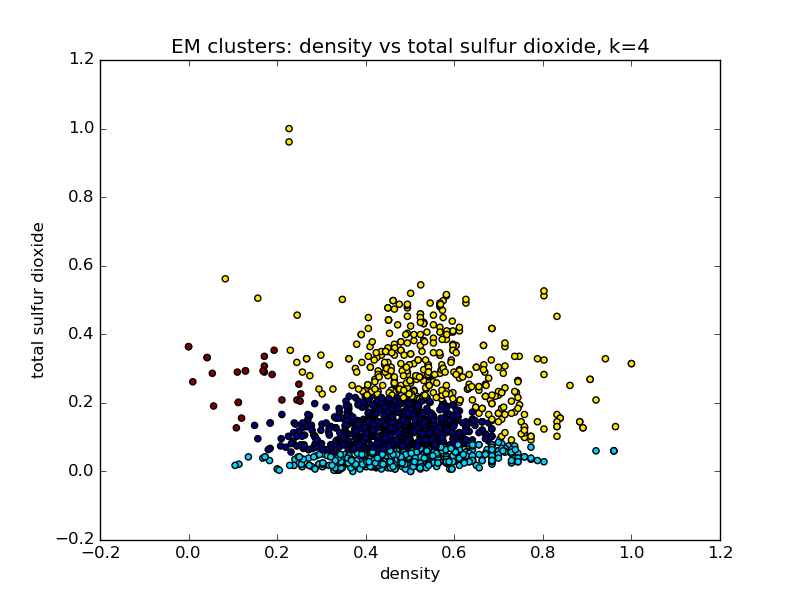 EM clusters: density vs total sulfur dioxide, k=4
1.2
1.0
0.8
0.6
0.4
0.2
0.0
−0.2
total sulfur dioxide
−0.2 0.0 0.2 0.4 0.6 0.8 1.0 1.2
density